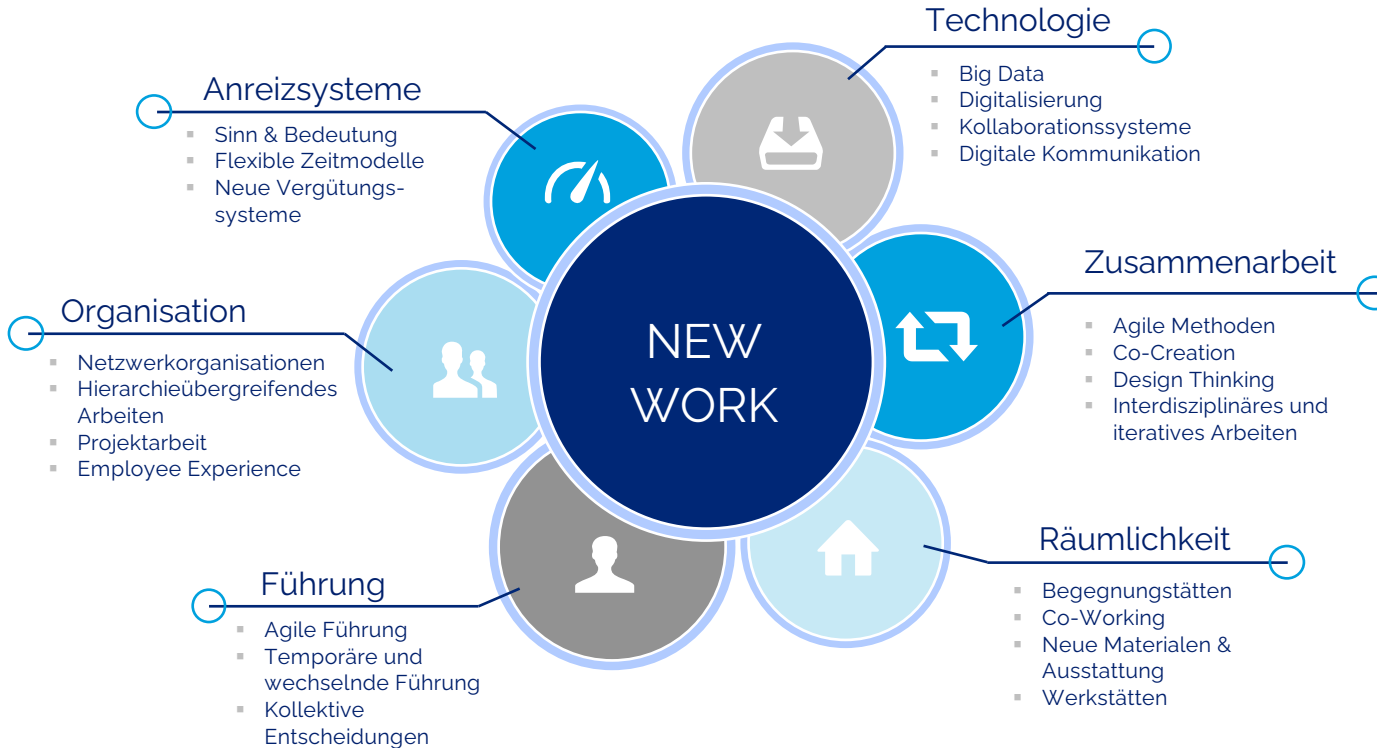 Technologie
Big Data
Digitalisierung
Kollaborationssysteme
Digitale Kommunikation
Anreizsysteme
Sinn & Bedeutung
Flexible Zeitmodelle
Neue Vergütungs-
systeme
Zusammenarbeit
Agile Methoden
Co-Creation
Design Thinking
Interdisziplinäres und
iteratives Arbeiten
Organisation
Netzwerkorganisationen
Hierarchieübergreifendes
Arbeiten
Projektarbeit
Employee Experience
NEW
WORK
Räumlichkeit
Begegnungstätten
Co-Working
Neue Materialen &
Ausstattung
Werkstätten
Führung
Agile Führung
Temporäre und
wechselnde Führung
Kollektive
Entscheidungen